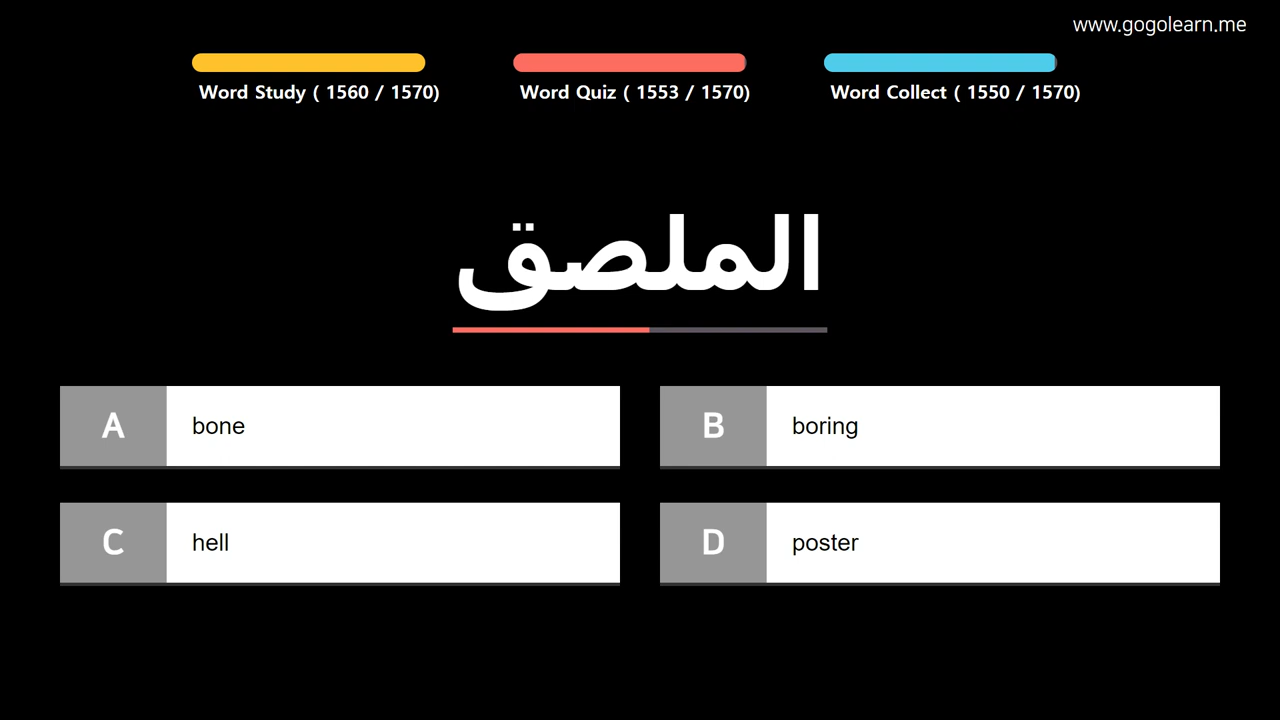 www.gogolearn.me
Word Study ( 1560 / 1570)
Word Quiz ( 1553 / 1570)
Word Collect ( 1550 / 1570)
الملصق
A bone
B boring
C hell
D poster